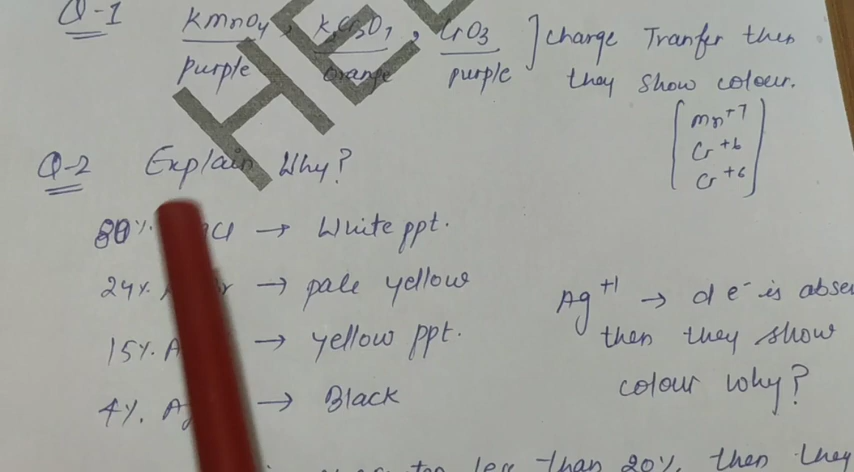 Q-1 KMnO4, , CrO3 ] Charge Tranfer then
purple orange purple they show colour.
[ Mn+7
Cr+6
Cr+6 ]
Q-2 Explain Why?
80% → White ppt.
24% → pale yellow
Ag+1 → d e- is
15% → yellow ppt. then they show
colour why?
4% → Black
less than 20% then they
HE